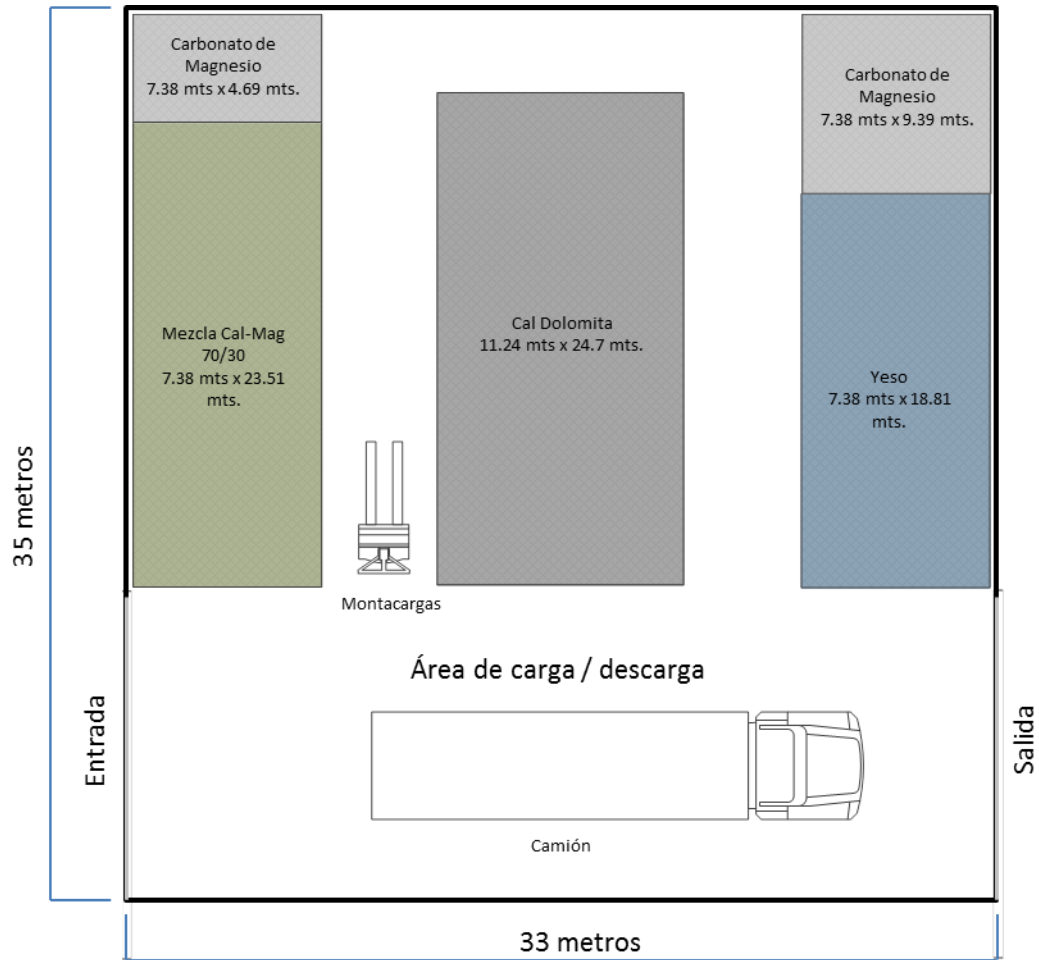 Carbonato de
Magnesio
7.38 mts x 4.69 mts.
Carbonato de
Magnesio
7.38 mts x 9.39 mts.
Mezcla Cal-Mag
70/30
7.38 mts x 23.51
mts.
Cal Dolomita
11.24 mts x 24.7 mts.
Yeso
7.38 mts x 18.81
mts.
35 metros
Montacargas
Área de carga / descarga
Entrada
Salida
Camión
33 metros